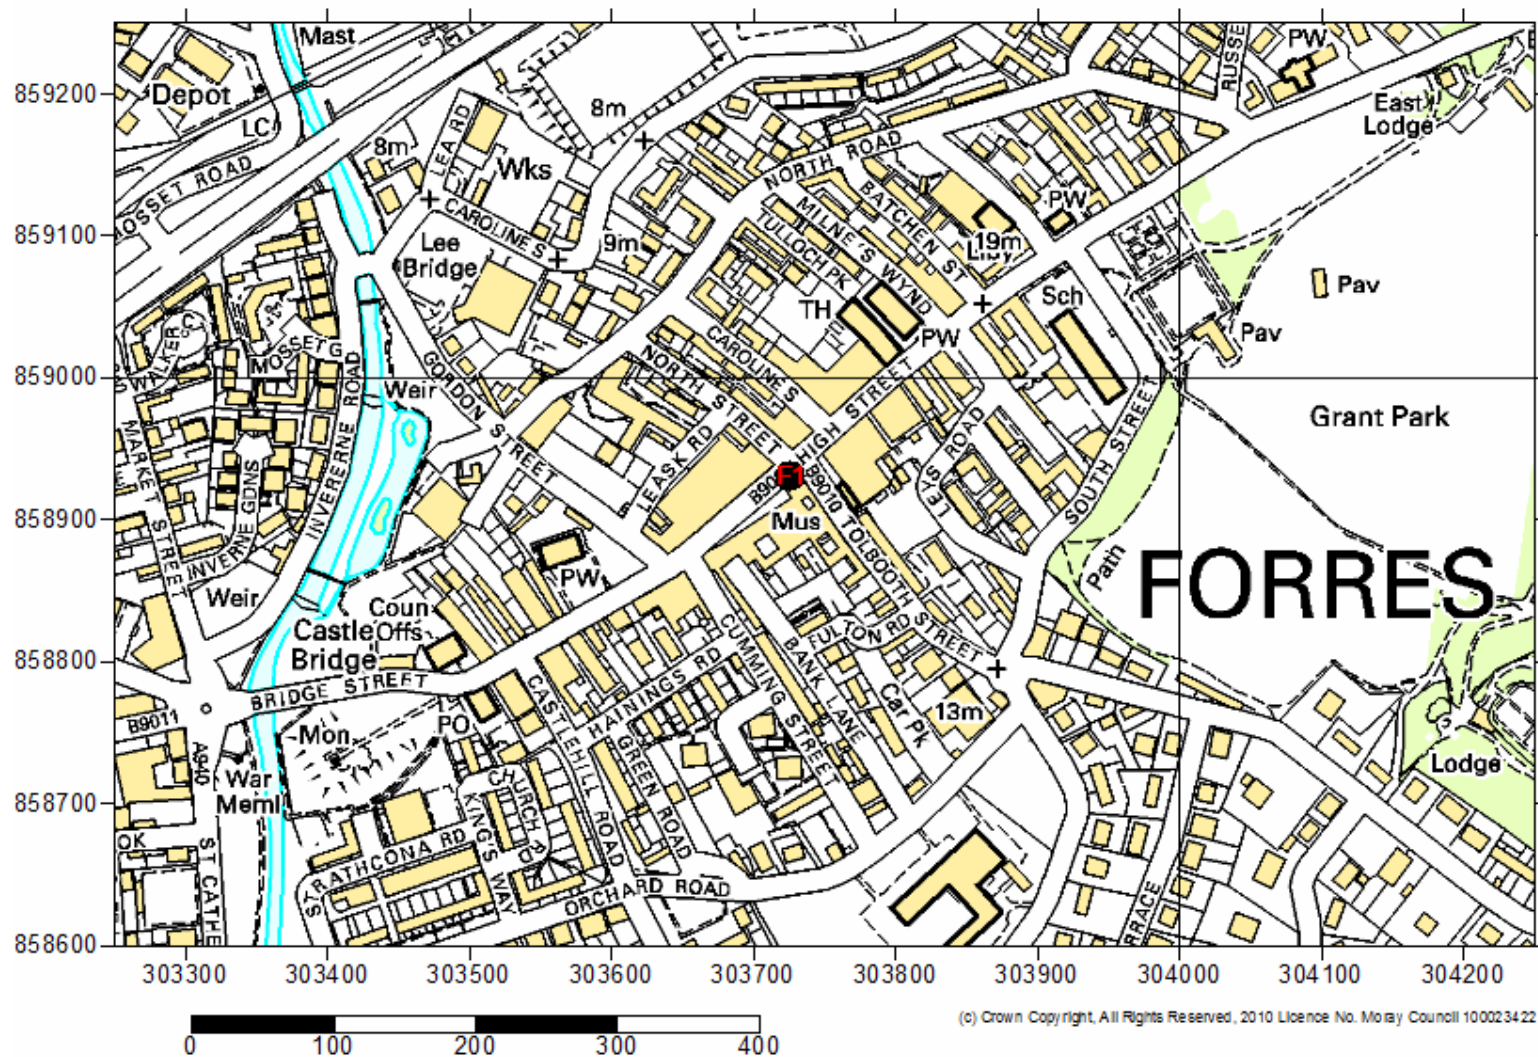 Mast
PW
859200
Depot
8m
RUSSE
East
Lodge
LC
8m
LEA RD
Wks
NORTH ROAD
MOSSET ROAD
BATCHEN ST
PW
859100
CAROLINE S
9m
MILNE'S WYND
TULLOCH PK
19m
Liby
Lee
Bridge
Sch
Pav
TH
PW
Pav
WALKER
MOSSET G
CAROLINE S
NORTH STREET
859000
Weir
GORDON STREET
HIGH STREET
Grant Park
MARKET STREET
INVERNE ROAD
LEASK RD
LEYS ROAD
SOUTH STREET
F1
B90
B9010
INVERNE GDNS
858900
Mus
TOLBOOTH STREET
Path
FORRES
PW
Weir
Coun
Offs
Castle
Bridge
FULTON RD
858800
CUMMING STREET
BANK LANE
HAININGS RD
BRIDGE STREET
CASTLEHILL ROAD
Car Pk
13m
B9011
PO
Mon
GREEN ROAD
A940
War
Meml
Lodge
CHURCH RD
KING'S WAY
858700
OK
STRATHCONA RD
ST CATHE
ORCHARD ROAD
RRACE
858600
303300 303400 303500 303600 303700 303800 303900 304000 304100 304200
(c) Crown Copyright, All Rights Reserved, 2010 Licence No. Moray Council 100023422
0 100 200 300 400